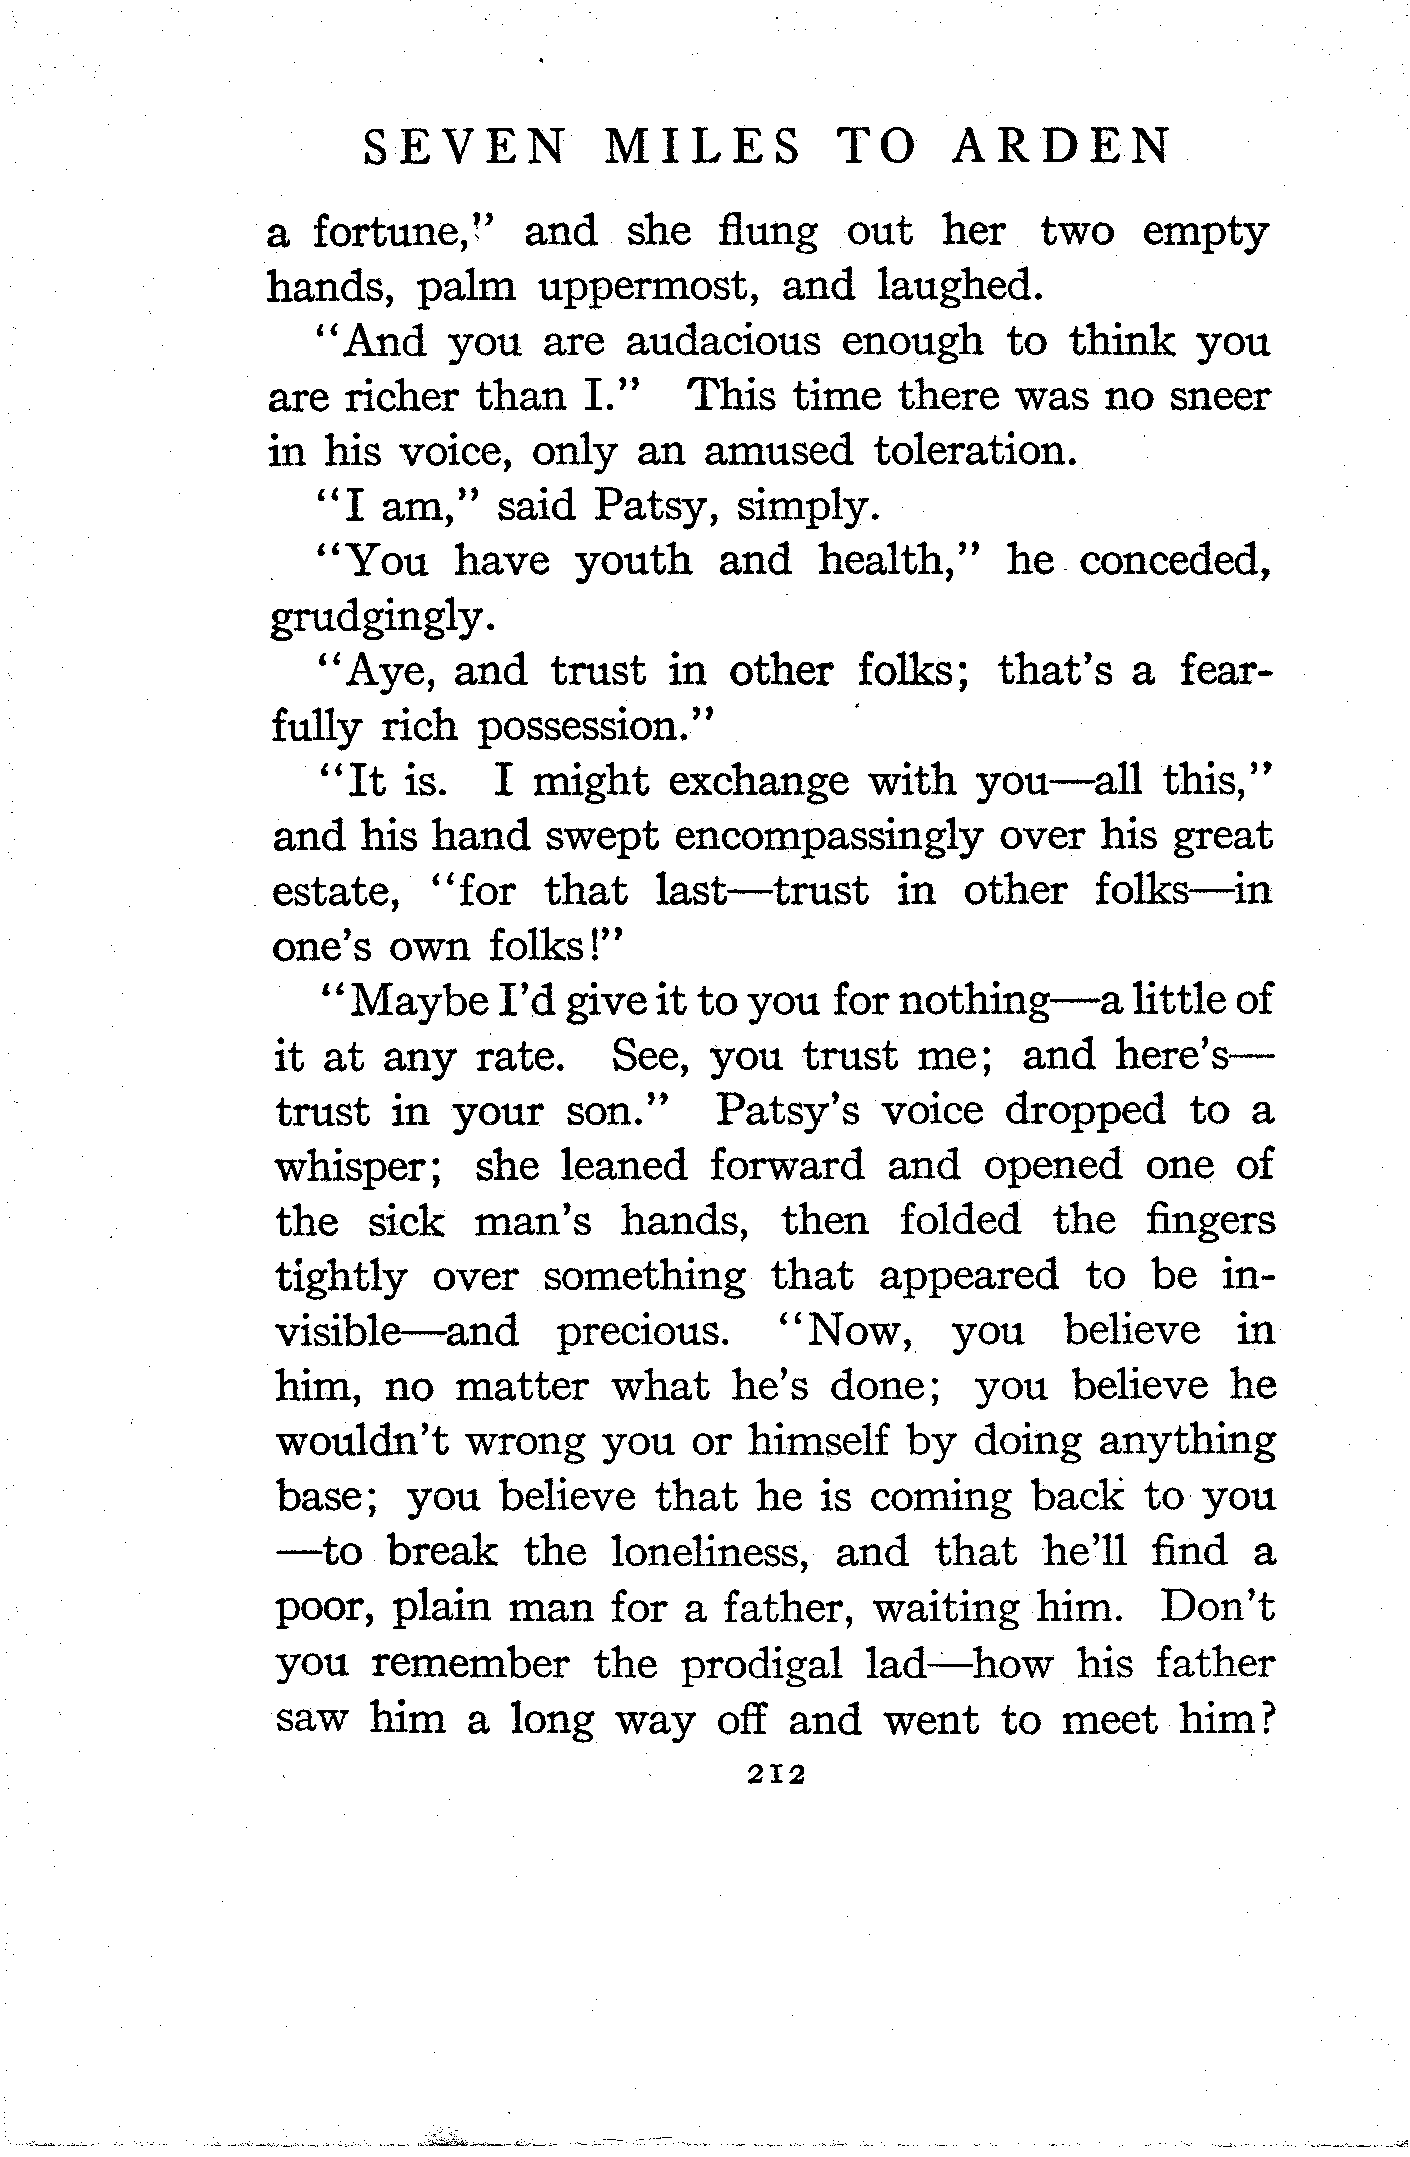 SEVEN MILES TO ARDEN
a fortune," and she flung out her two empty
hands, palm uppermost, and laughed.
"And you are audacious enough to think you
are richer than I." This time there was no sneer
in his voice, only an amused toleration.
"I am," said Patsy, simply.
"You have youth and health," he conceded,
grudgingly.
"Aye, and trust in other folks; that's a fear-
fully rich possession."
"It is. I might exchange with you—all this,"
and his hand swept encompassingly over his great
estate, "for that last—trust in other folks—in
one's own folks!"
"Maybe I'd give it to you for nothing—a little of
it at any rate. See, you trust me; and here's—
trust in your son." Patsy's voice dropped to a
whisper; she leaned forward and opened one of
the sick man's hands, then folded the fingers
tightly over something that appeared to be in-
visible—and precious. "Now, you believe in
him, no matter what he's done; you believe he
wouldn't wrong you or himself by doing anything
base; you believe that he is coming back to you
—to break the loneliness, and that he'll find a
poor, plain man for a father, waiting him. Don't
you remember the prodigal lad—how his father
saw him a long way off and went to meet him?
212